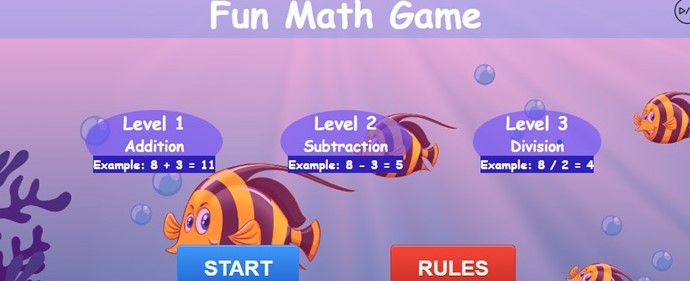 Fun Math Game
Level 1
Addition
Example: 8 + 3 = 11
Level 2
Subtraction
Example: 8 - 3 = 5
Level 3
Division
Example: 8 / 2 = 4
START
RULES